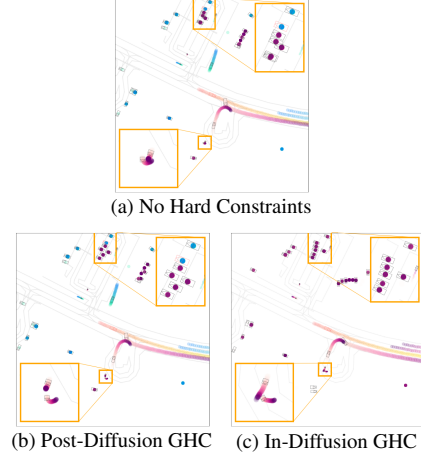 (a) No Hard Constraints
(b) Post-Diffusion GHC
(c) In-Diffusion GHC